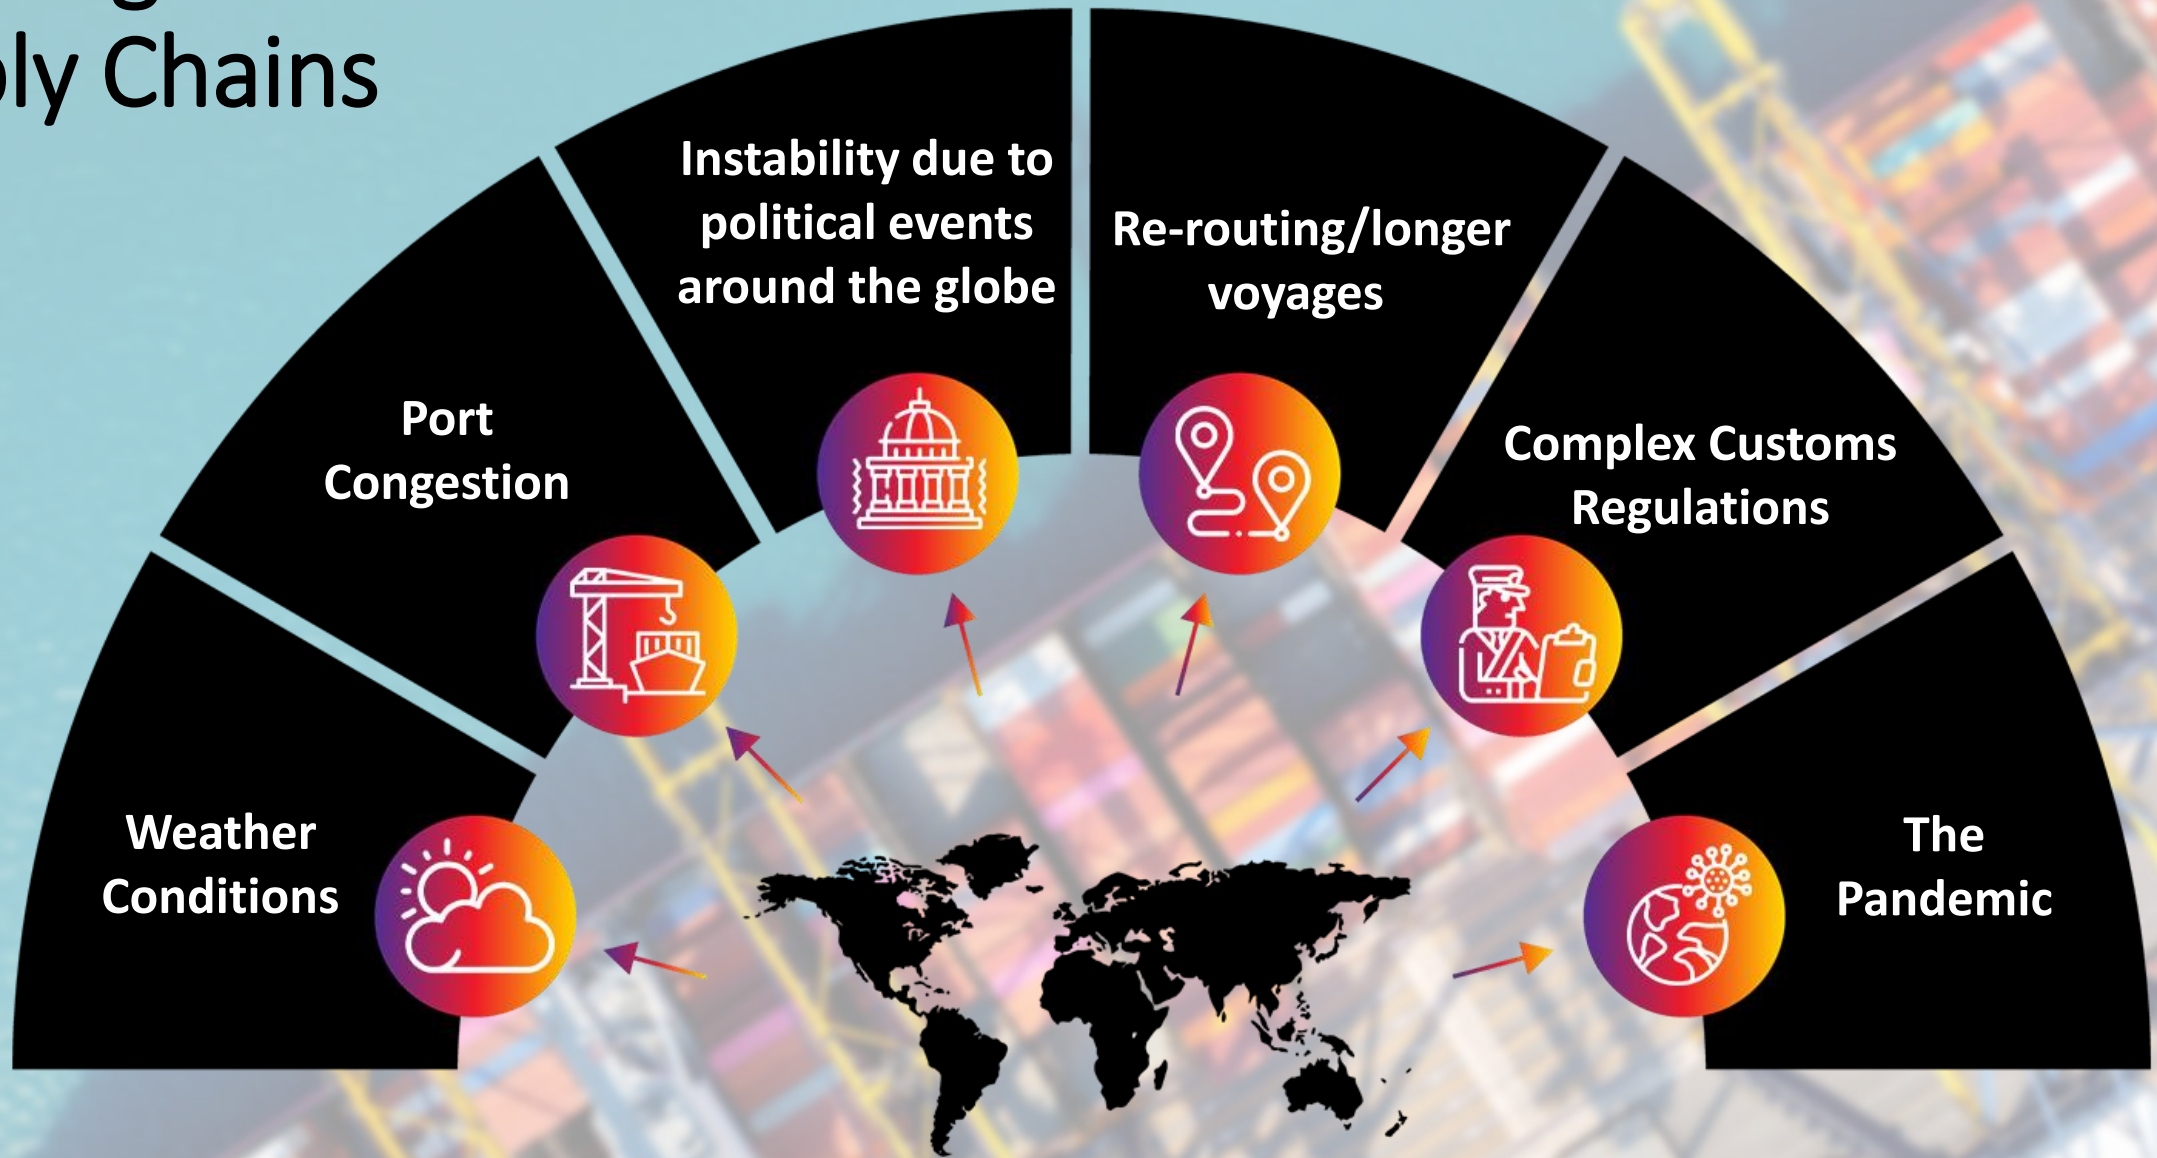 Chains
Weather
Conditions
Port
Congestion
Instability due to
political events
around the globe
Re-routing/longer
voyages
Complex Customs
Regulations
The
Pandemic